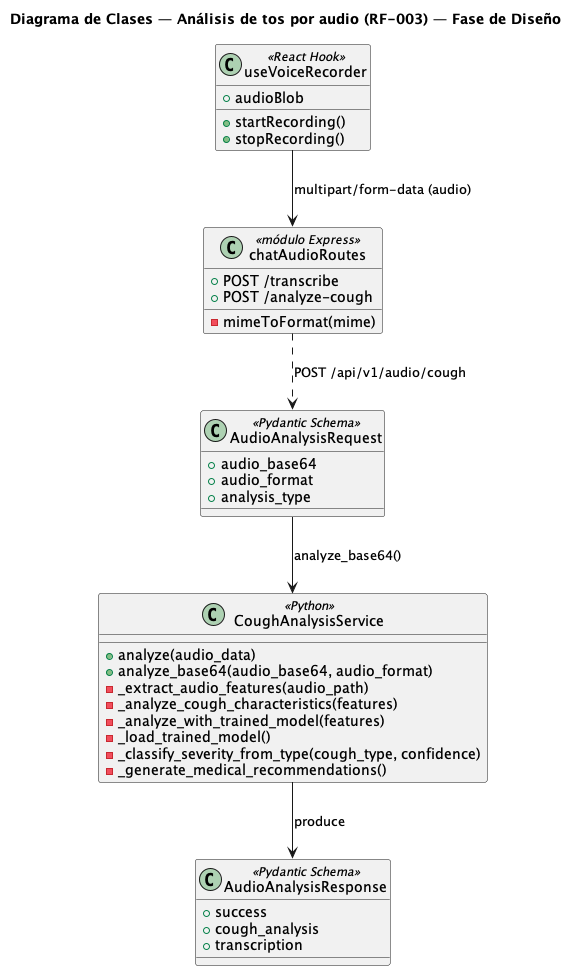 Diagrama de Clases — Análisis de tos por audio (RF-003) — Fase de Diseño
C
«React Hook»
useVoiceRecorder
audioBlob
startRecording()
stopRecording()
multipart/form-data (audio)
C
«módulo Express»
chatAudioRoutes
POST /transcribe
POST /analyze-cough
mimeToFormat(mime)
POST /api/v1/audio/cough
C
«Pydantic Schema»
AudioAnalysisRequest
audio_base64
audio_format
analysis_type
analyze_base64()
C
«Python»
CoughAnalysisService
analyze(audio_data)
analyze_base64(audio_base64, audio_format)
_extract_audio_features(audio_path)
_analyze_cough_characteristics(features)
_analyze_with_trained_model(features)
_load_trained_model()
_classify_severity_from_type(cough_type, confidence)
_generate_medical_recommendations()
produce
C
«Pydantic Schema»
AudioAnalysisResponse
success
cough_analysis
transcription